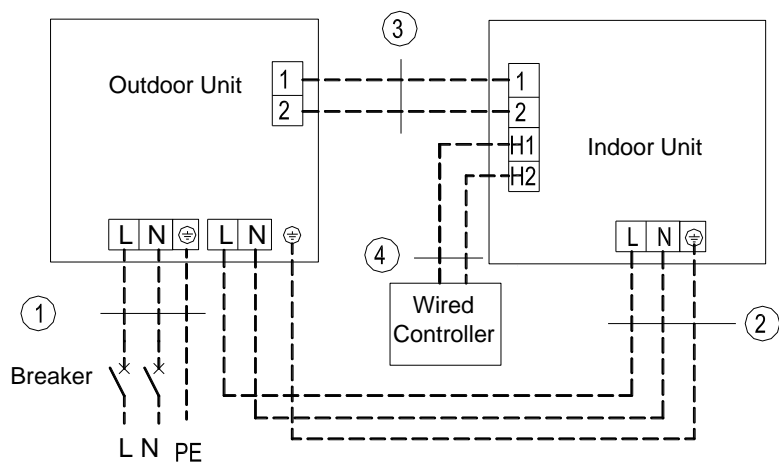 3
Outdoor Unit
1
2
1
2
H1
H2
Indoor Unit
L N
L N
L N
4
1
Wired
Controller
2
Breaker
L N PE